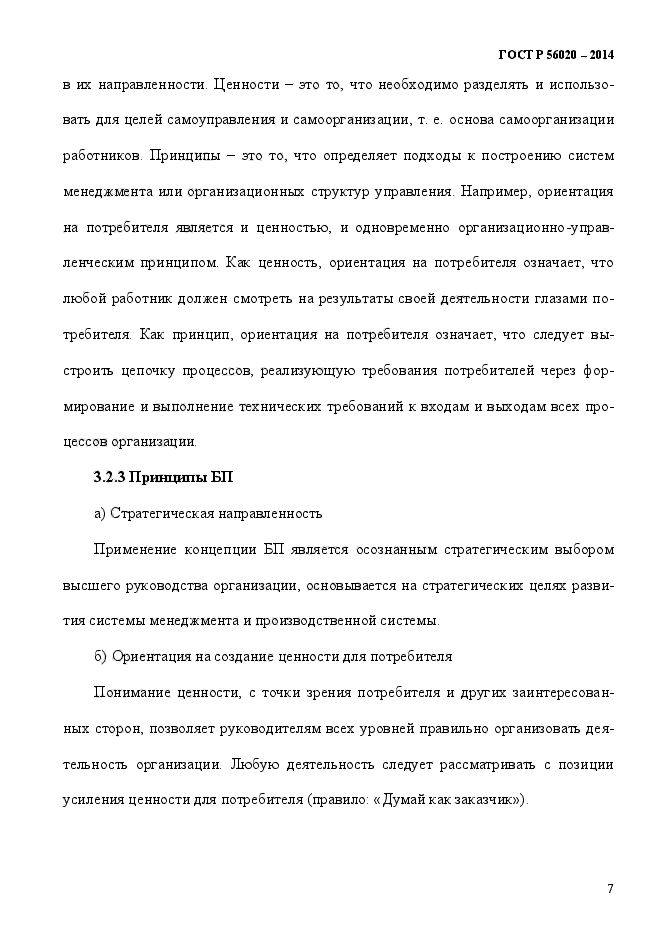 ГОСТ Р 56020 – 2014
в их направленности. Ценности – это то, что необходимо разделять и использо-
вать для целей самоуправления и самоорганизации, т. е. основа самоорганизации
работников. Принципы – это то, что определяет подходы к построению систем
менеджмента или организационных структур управления. Например, ориентация
на потребителя является и ценностью, и одновременно организационно-управ-
ленческим принципом. Как ценность, ориентация на потребителя означает, что
любой работник должен смотреть на результаты своей деятельности глазами по-
требителя. Как принцип, ориентация на потребителя означает, что следует вы-
строить цепочку процессов, реализующую требования потребителей через фор-
мирование и выполнение технических требований к входам и выходам всех про-
цессов организации.
3.2.3 Принципы БП
а) Стратегическая направленность
Применение концепции БП является осознанным стратегическим выбором
высшего руководства организации, основывается на стратегических целях разви-
тия системы менеджмента и производственной системы.
б) Ориентация на создание ценности для потребителя
Понимание ценности, с точки зрения потребителя и других заинтересован-
ных сторон, позволяет руководителям всех уровней правильно организовать дея-
тельность организации. Любую деятельность следует рассматривать с позиции
усиления ценности для потребителя (правило: «Думай как заказчик»).
7